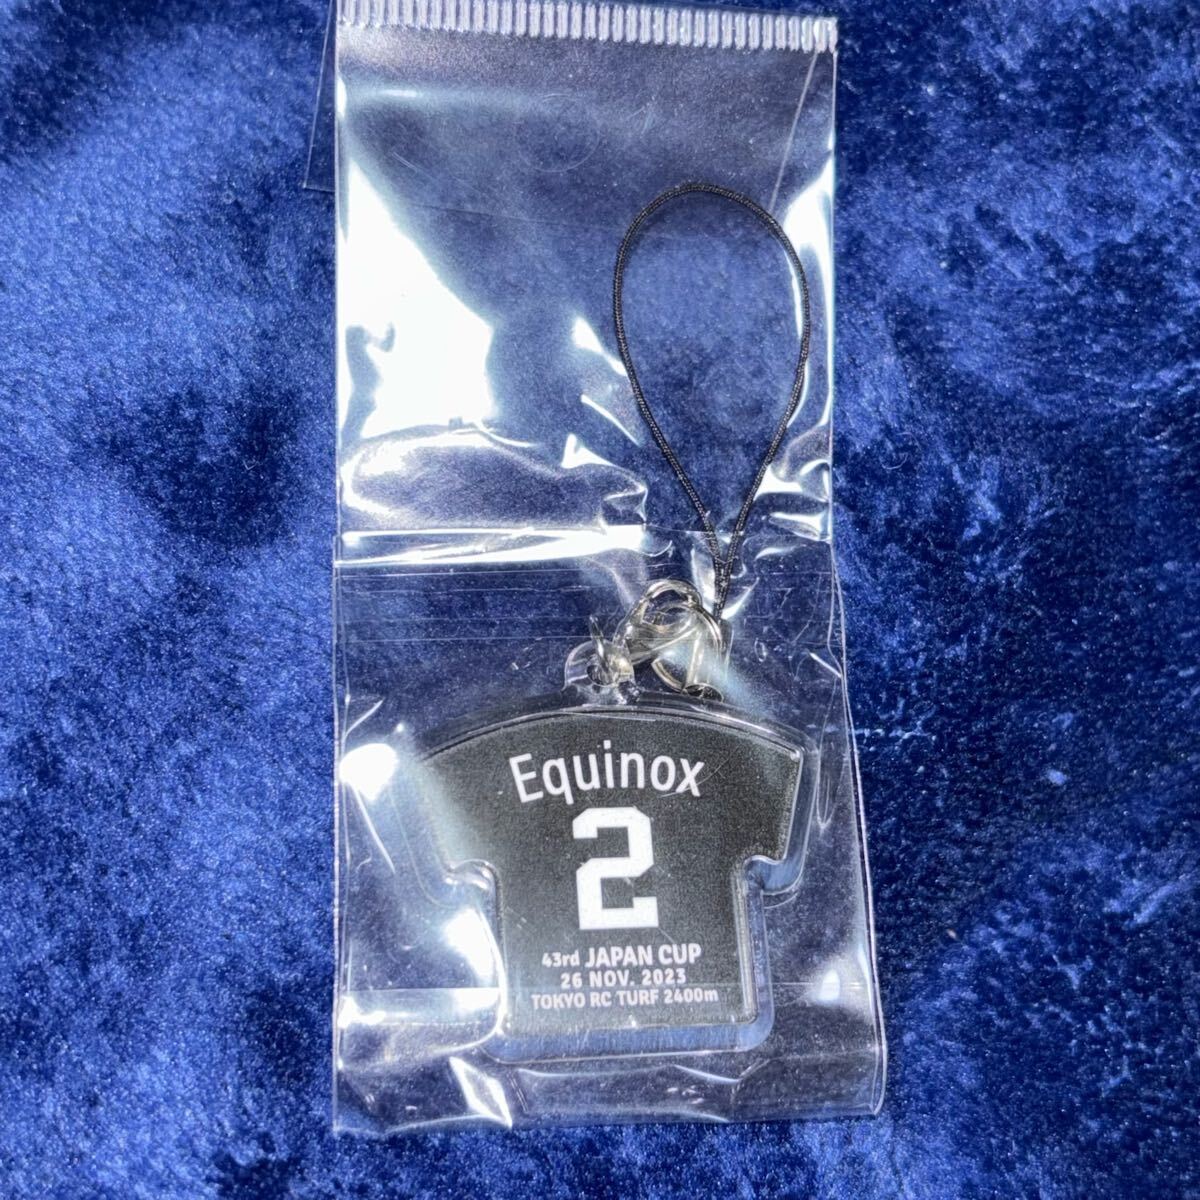 Equinox
2
43rd JAPAN CUP
26 NOV. 2023
TOKYO RC TURF 2400m